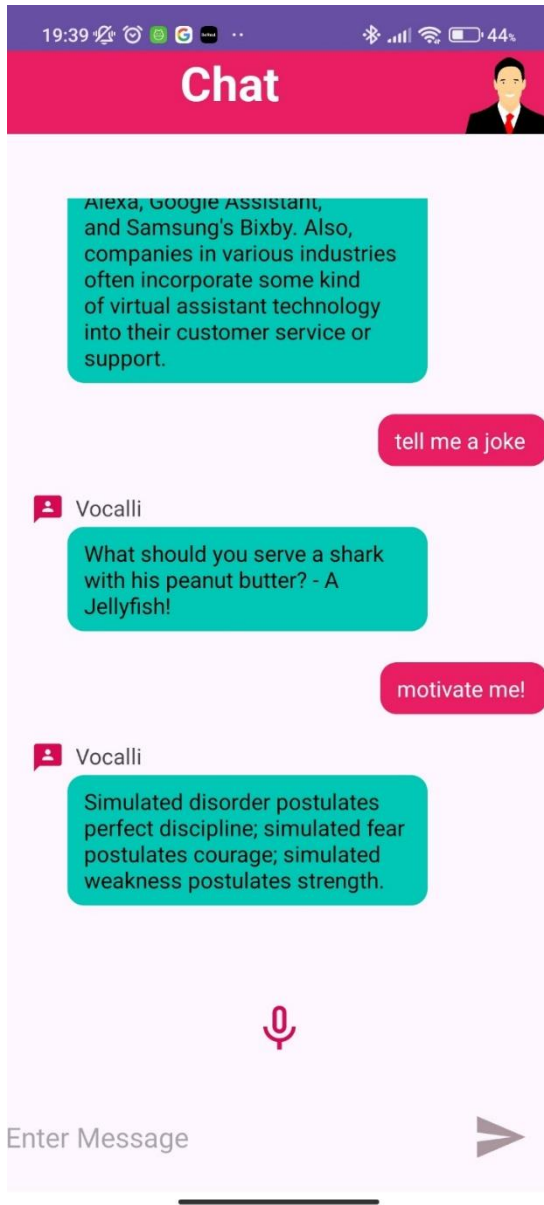 19:39 44%
Chat
Alexa, Google Assistant,
and Samsung's Bixby. Also,
companies in various industries
often incorporate some kind
of virtual assistant technology
into their customer service or
support.
tell me a joke
Vocalli
What should you serve a shark
with his peanut butter? - A
Jellyfish!
motivate me!
Vocalli
Simulated disorder postulates
perfect discipline; simulated fear
postulates courage; simulated
weakness postulates strength.
Enter Message